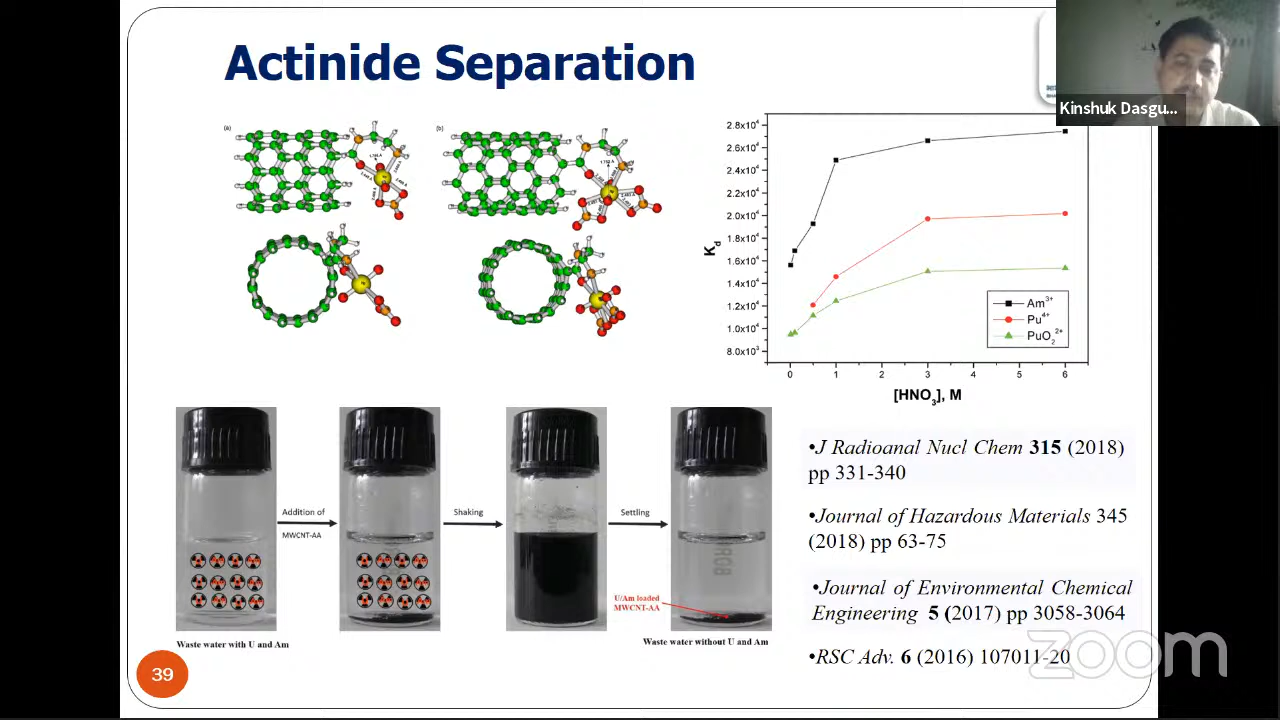 Actinide Separation
Kinshuk Dasgu...
(a)
(b)
2.8x10⁴
2.6x10⁴
2.4x10⁴
2.2x10⁴
2.0x10⁴
1.8x10⁴
1.6x10⁴
1.4x10⁴
1.2x10⁴
1.0x10⁴
8.0x10³
K_d
Am³⁺
Pu⁴⁺
PuO₂²⁺
0 1 2 3 4 5 6
[HNO₃], M
Addition of
MWCNT-AA
Shaking
Settling
U/Am loaded
MWCNT-AA
Waste water with U and Am
Waste water without U and Am
•J Radioanal Nucl Chem 315 (2018)
pp 331-340
•Journal of Hazardous Materials 345
(2018) pp 63-75
•Journal of Environmental Chemical
Engineering 5 (2017) pp 3058-3064
•RSC Adv. 6 (2016) 107011-20
zoom
39